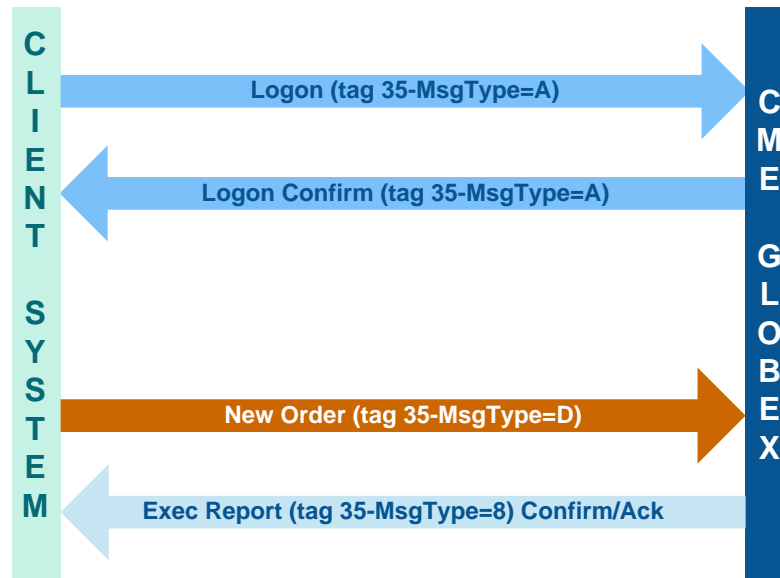 CLIENT SYSTEM
Logon (tag 35-MsgType=A)
Logon Confirm (tag 35-MsgType=A)
New Order (tag 35-MsgType=D)
Exec Report (tag 35-MsgType=8) Confirm/Ack
CME GLOBEX